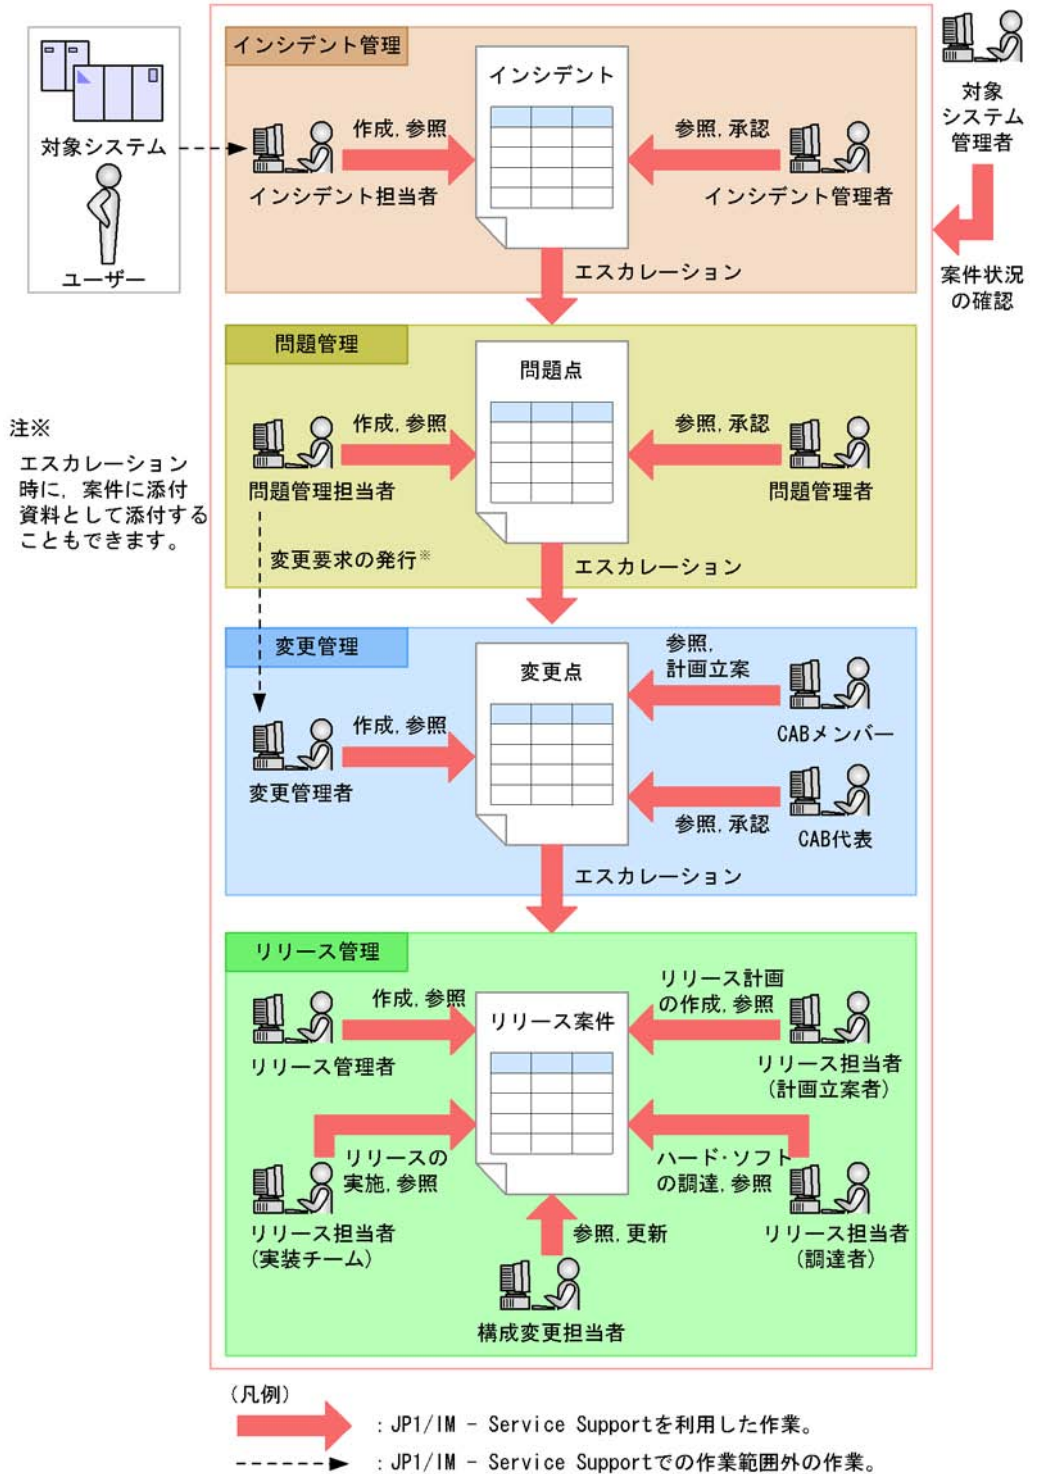 インシデント管理
インシデント
対象システム
ユーザー
作成,参照
インシデント担当者
参照,承認
インシデント管理者
エスカレーション
対象
システム
管理者
案件状況
の確認
問題管理
問題点
作成,参照
問題管理担当者
参照,承認
問題管理者
変更要求の発行※
エスカレーション
注※
エスカレーション
時に,案件に添付
資料として添付する
こともできます。
変更管理
変更点
作成,参照
変更管理者
参照,
計画立案
CABメンバー
参照,承認
CAB代表
エスカレーション
リリース管理
リリース案件
作成,参照
リリース管理者
リリース計画
の作成,参照
リリース担当者
(計画立案者)
リリースの
実施,参照
リリース担当者
(実装チーム)
ハード・ソフト
の調達,参照
リリース担当者
(調達者)
参照,更新
構成変更担当者
(凡例)
:JP1/IM - Service Supportを利用した作業。
:JP1/IM - Service Supportでの作業範囲外の作業。